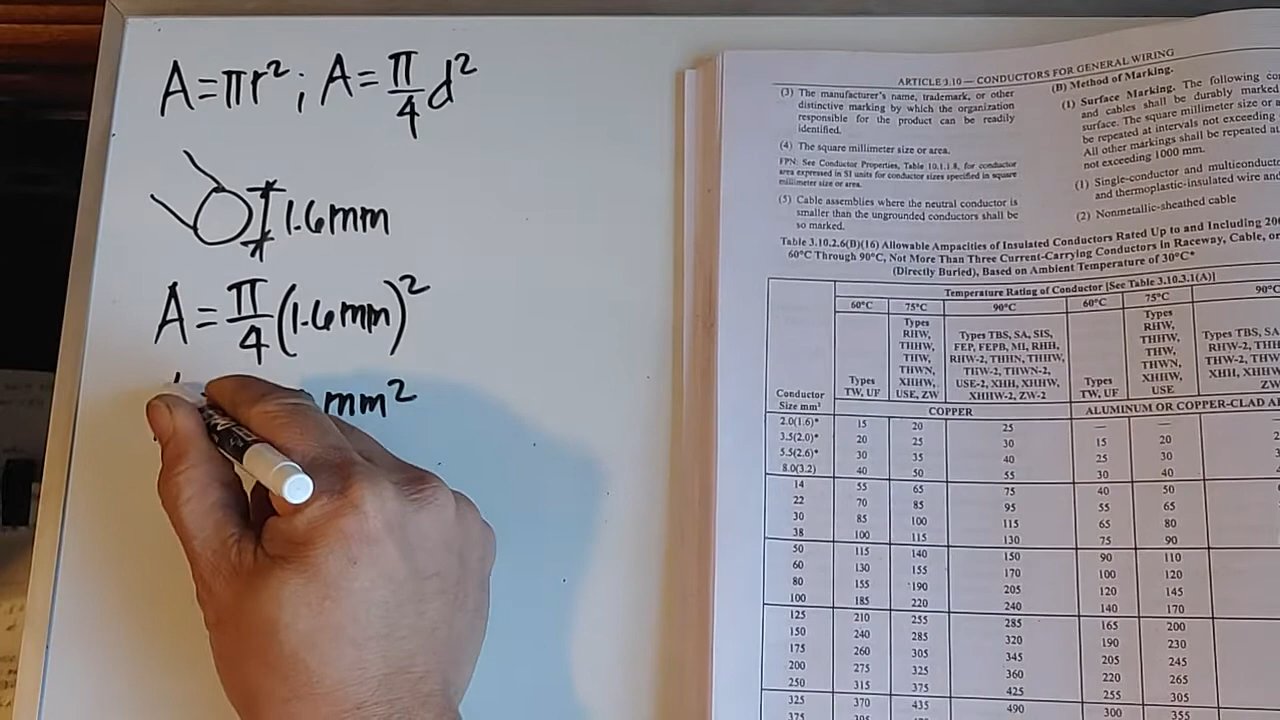 A = πr² ; A = π/4 d²
1.6mm
A = π/4 (1.6mm)²
mm²
ARTICLE 3.10 — CONDUCTORS FOR GENERAL WIRING
(3) The manufacturer's name, trademark, or other
distinctive marking by which the organization
responsible for the product can be readily
identified.
(4) The square millimeter size or area.
FPN: See Conductor Properties, Table 10.1.1.8, for conductor
area expressed in SI units for conductor sizes specified in square
millimeter size or area.
(5) Cable assemblies where the neutral conductor is
smaller than the ungrounded conductors shall be
so marked.
(B) Method of Marking.
(1) Surface Marking. The following
and cables shall be durably marked
surface. The square millimeter size or
be repeated at intervals not exceeding
All other markings shall be repeated
not exceeding 1000 mm.
(1) Single-conductor and
and thermoplastic-insulated wire and
(2) Nonmetallic-sheathed cable
Table 3.10.2.6(B)(16) Allowable Ampacities of Insulated Conductors Rated Up to and Including
60°C Through 90°C, Not More Than Three Current-Carrying Conductors in Raceway, Cable, or
(Directly Buried), Based on Ambient Temperature of 30°C*
Temperature Rating of Conductor [See Table 3.10.3.1(A)]
60°C 75°C 90°C 60°C 75°C 90°C
Conductor
Size mm²
Types
TW, UF
Types
RHW,
THHW,
THW,
THWN,
XHHW,
USE, ZW
Types TBS, SA, SIS,
FEP, FEPB, MI, RHH,
RHW-2, THHN, THHW,
THW-2, THWN-2,
USE-2, XHH, XHHW,
XHHW-2, ZW-2
Types
TW, UF
Types
RHW,
THHW,
THW,
THWN,
XHHW,
USE
Types TBS, SA
RHW-2,
THW-2,
XHH,
COPPER ALUMINUM OR COPPER-CLAD
2.0(1.6)* 15 20 25 — — —
3.5(2.0)* 20 25 30 15 20
5.5(2.6)* 30 35 40 25 30
8.0(3.2) 40 50 55 30 40
14 55 65 75 40 50
22 70 85 95 55 65
30 85 100 115 65 80
38 100 115 130 75 90
50 115 140 150 90 110
60 130 155 170 100 120
80 155 190 205 120 145
100 185 220 240 140 170
125 210 255 285 165 200
150 240 285 320 190 230
175 260 305 345 205 245
200 275 325 360 220 265
250 315 375 425 255 305
325 370 435 490 300 355
375